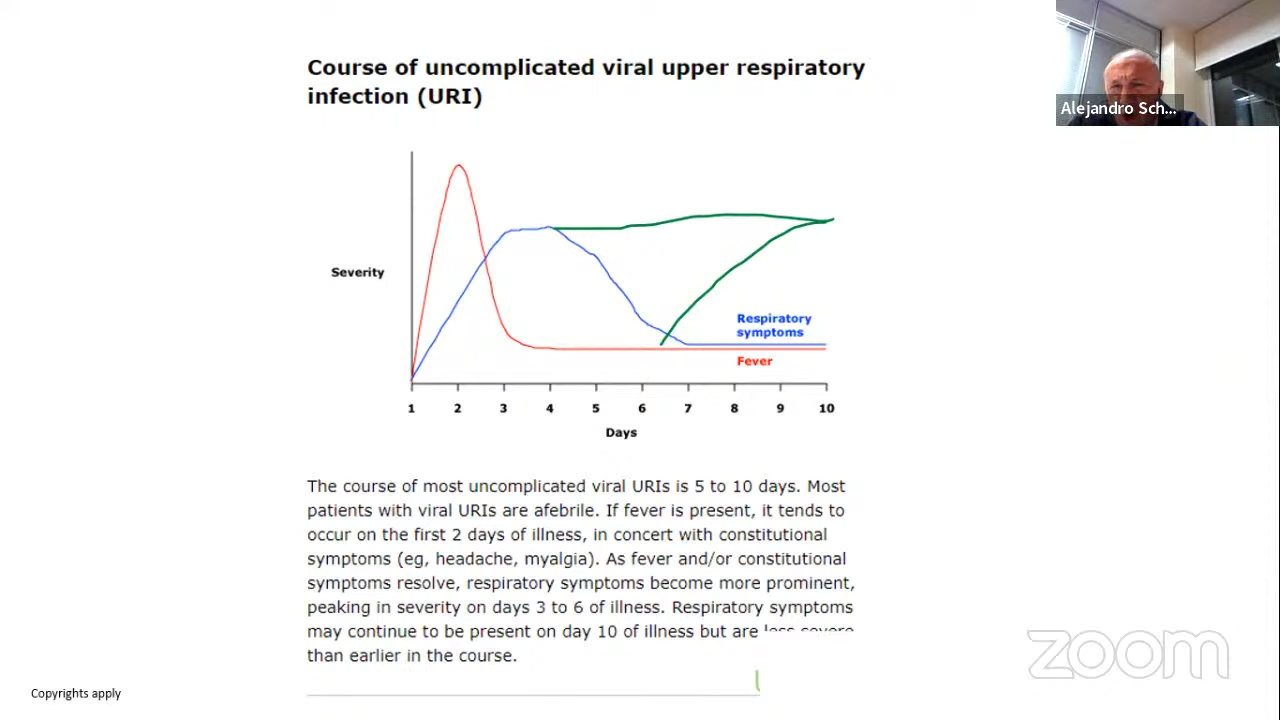 Course of uncomplicated viral upper respiratory
infection (URI)
Alejandro Sch...
Severity
Respiratory
symptoms
Fever
1 2 3 4 5 6 7 8 9 10
Days
The course of most uncomplicated viral URIs is 5 to 10 days. Most
patients with viral URIs are afebrile. If fever is present, it tends to
occur on the first 2 days of illness, in concert with constitutional
symptoms (eg, headache, myalgia). As fever and/or constitutional
symptoms resolve, respiratory symptoms become more prominent,
peaking in severity on days 3 to 6 of illness. Respiratory symptoms
may continue to be present on day 10 of illness but are less severe
than earlier in the course.
Copyrights apply
zoom